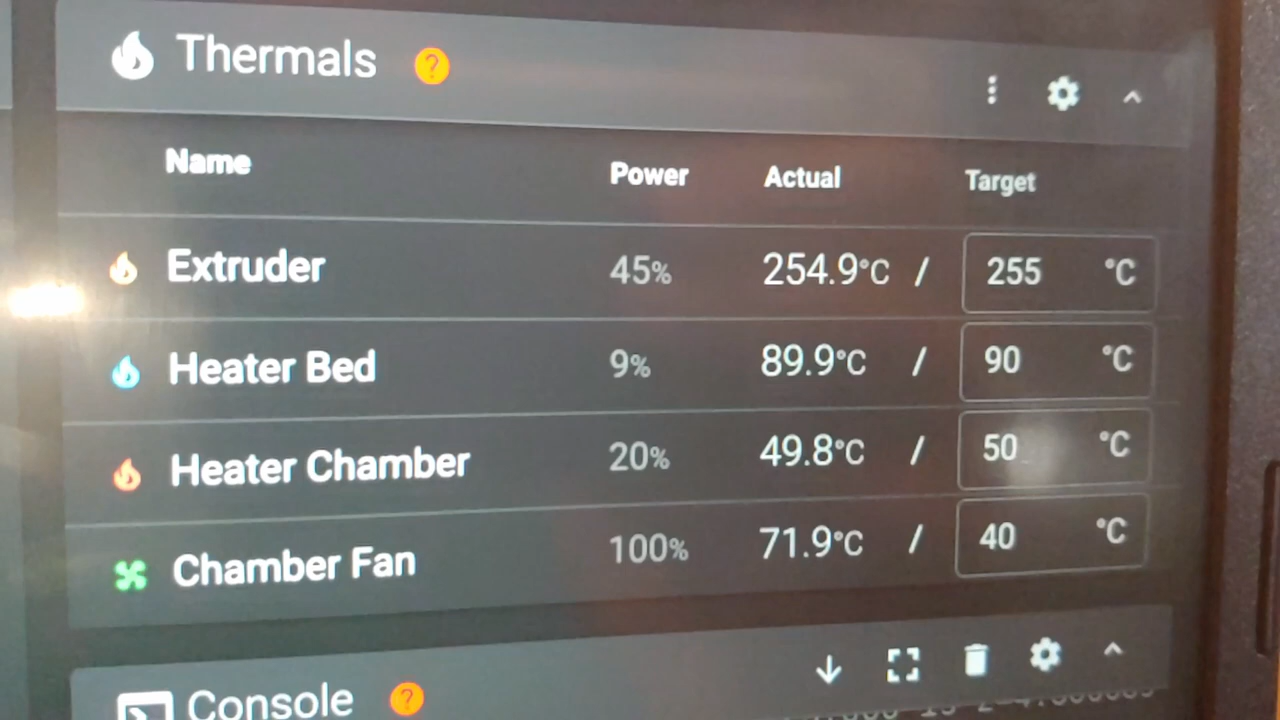 Thermals ?
Name Power Actual Target
Extruder 45% 254.9°C / 255 °C
Heater Bed 9% 89.9°C / 90 °C
Heater Chamber 20% 49.8°C / 50 °C
Chamber Fan 100% 71.9°C / 40 °C
Console ?